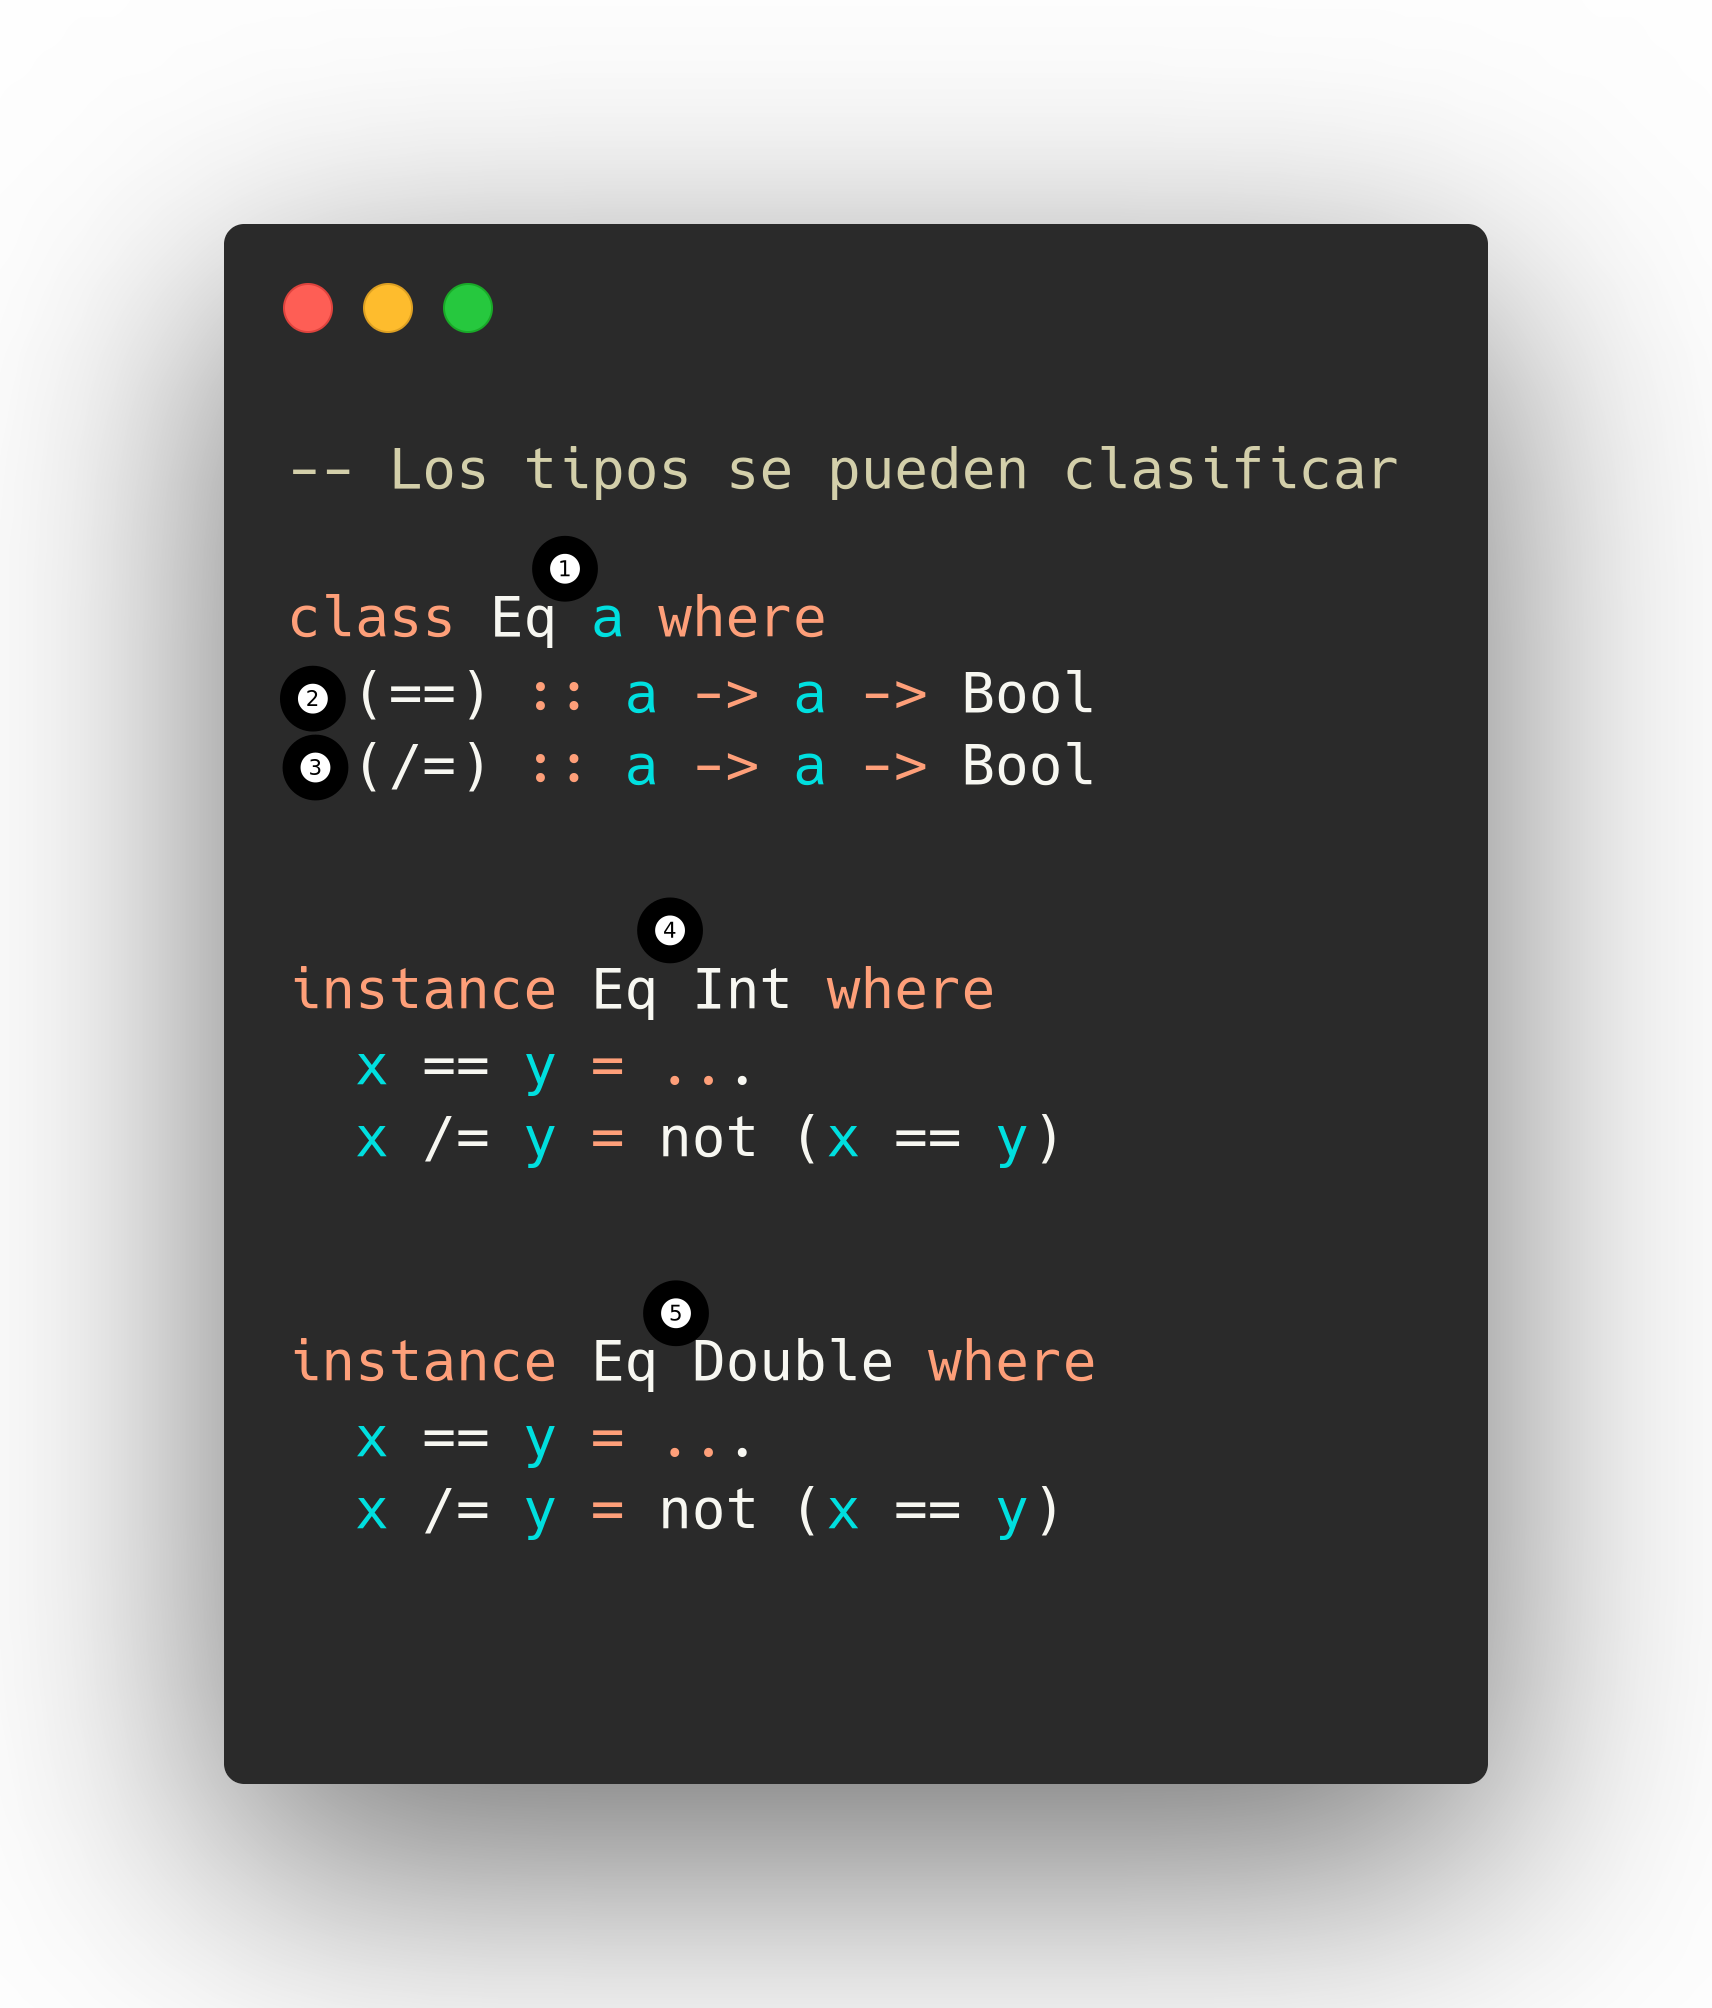 -- Los tipos se pueden clasificar
1
class Eq a where
2 (==) :: a -> a -> Bool
3 (/=) :: a -> a -> Bool
4
instance Eq Int where
x == y = ...
x /= y = not (x == y)
5
instance Eq Double where
x == y = ...
x /= y = not (x == y)